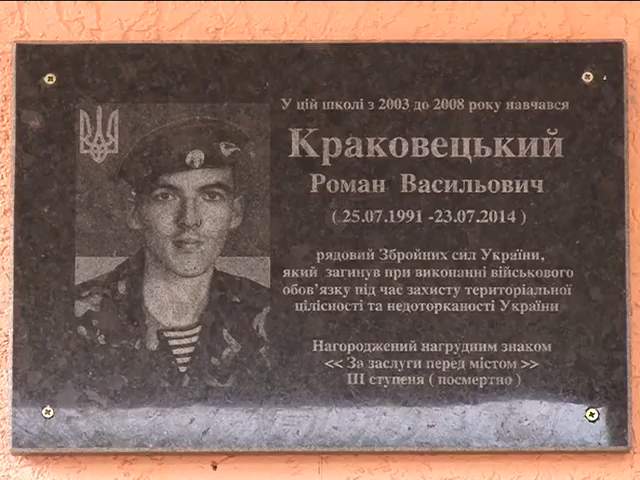 У цій школі з 2003 до 2008 року навчався
Краковецький
Роман Васильович
( 25.07.1991 -23.07.2014 )
рядовий Збройних сил України,
який загинув при виконанні військового
обов'язку під час захисту територіальної
цілісності та недоторканості України
Нагороджений нагрудним знаком
<< За заслуги перед містом >>
III ступеня ( посмертно )